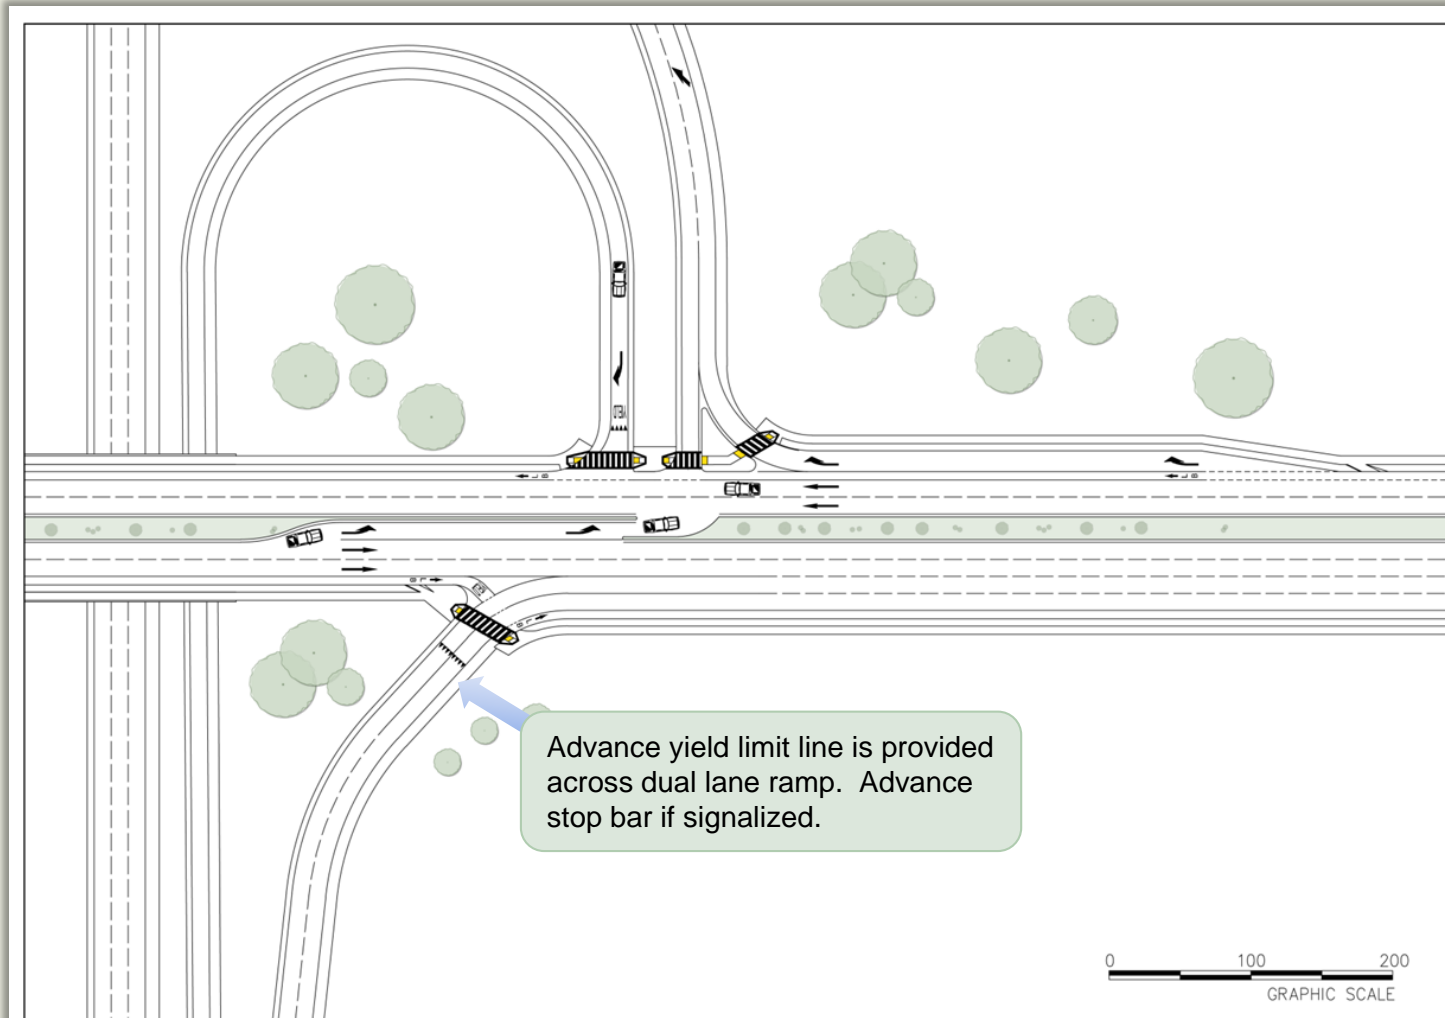 Advance yield limit line is provided
across dual lane ramp.  Advance
stop bar if signalized.
0 100 200
GRAPHIC SCALE